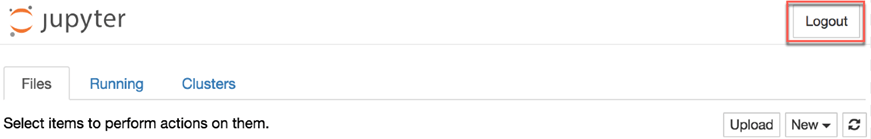 jupyter
Logout
Files Running Clusters
Select items to perform actions on them.
Upload New